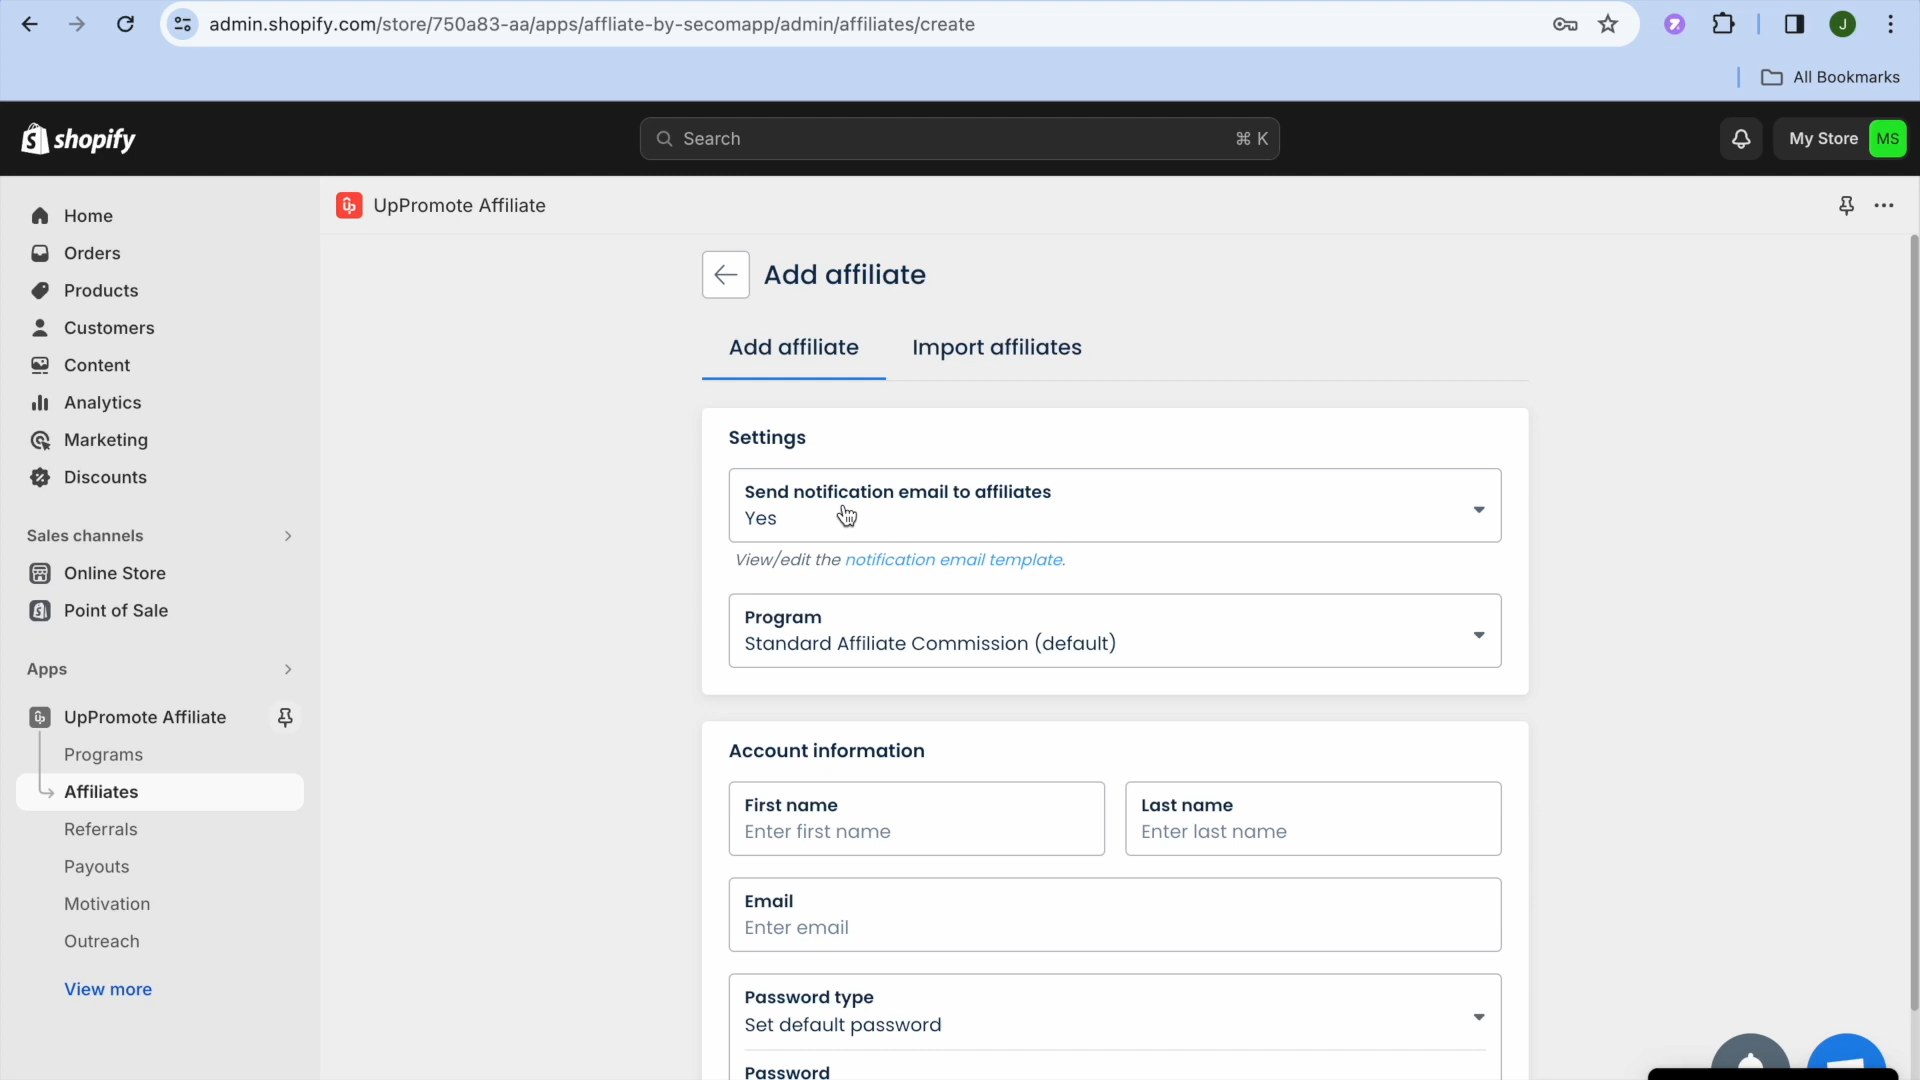 admin.shopify.com/store/750a83-aa/apps/affliate-by-secomapp/admin/affiliates/create
J
All Bookmarks
shopify
Search
⌘ K
My Store
MS
Home
Orders
Products
Customers
Content
Analytics
Marketing
Discounts
Sales channels
Online Store
Point of Sale
Apps
UpPromote Affiliate
Programs
Affiliates
Referrals
Payouts
Motivation
Outreach
View more
UpPromote Affiliate
Add affiliate
Add affiliate
Import affiliates
Settings
Send notification email to affiliates
Yes
View/edit the notification email template.
Program
Standard Affiliate Commission (default)
Account information
First name
Enter first name
Last name
Enter last name
Email
Enter email
Password type
Set default password
Password